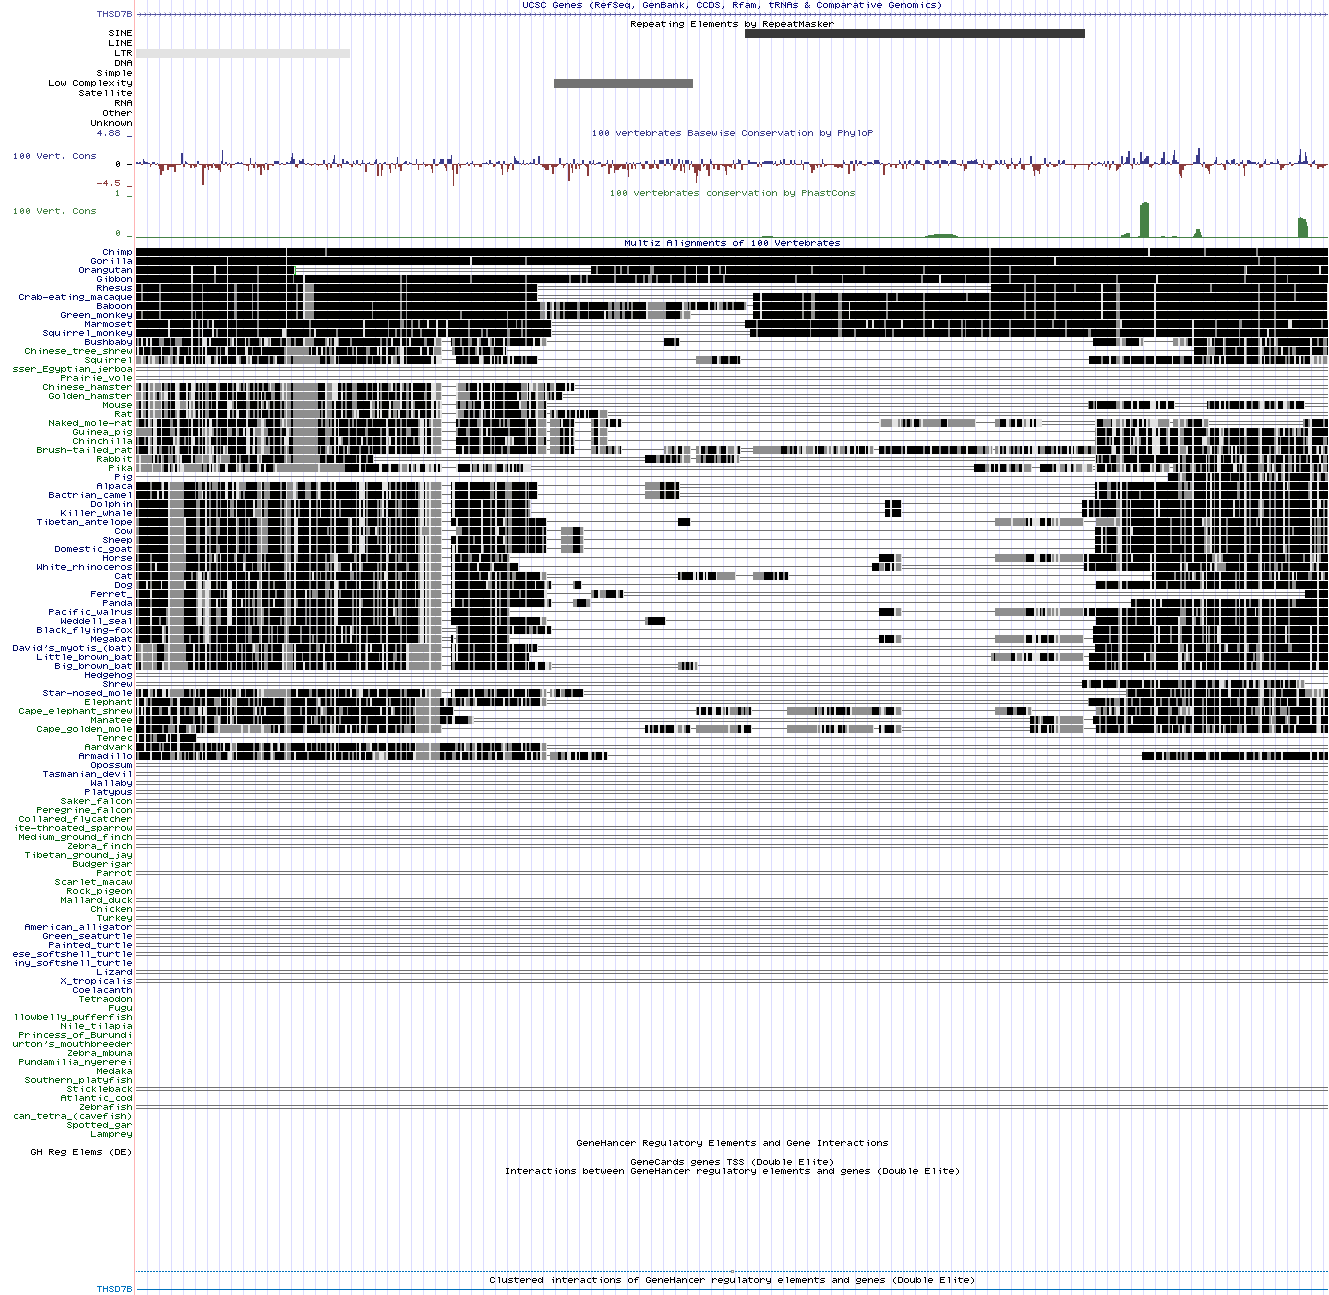 UCSC Genes (RefSeq, GenBank, CCDS, Rfam, tRNAs & Comparative Genomics)
THSD7B
Repeating Elements by RepeatMasker
SINE
LINE
LTR
DNA
Simple
Low Complexity
Satellite
RNA
Other
Unknown
4.88 _
100 vertebrates Basewise Conservation by PhyloP
100 Vert. Cons
0 _
-4.5 _
100 vertebrates conservation by PhastCons
1 _
100 Vert. Cons
0 _
Multiz Alignments of 100 Vertebrates
Chimp
Gorilla
Orangutan
Gibbon
Rhesus
Crab-eating_macaque
Baboon
Green_monkey
Marmoset
Squirrel_monkey
Bushbaby
Chinese_tree_shrew
Squirrel
sser_Egyptian_jerboa
Prairie_vole
Chinese_hamster
Golden_hamster
Mouse
Rat
Naked_mole-rat
Guinea_pig
Chinchilla
Brush-tailed_rat
Rabbit
Pika
Pig
Alpaca
Bactrian_camel
Dolphin
Killer_whale
Tibetan_antelope
Cow
Sheep
Domestic_goat
Horse
White_rhinoceros
Cat
Dog
Ferret_
Panda
Pacific_walrus
Weddell_seal
Black_flying-fox
Megabat
David's_myotis_(bat)
Little_brown_bat
Big_brown_bat
Hedgehog
Shrew
Star-nosed_mole
Elephant
Cape_elephant_shrew
Manatee
Cape_golden_mole
Tenrec
Aardvark
Armadillo
Opossum
Tasmanian_devil
Wallaby
Platypus
Saker_falcon
Peregrine_falcon
Collared_flycatcher
ite-throated_sparrow
Medium_ground_finch
Zebra_finch
Tibetan_ground_jay
Budgerigar
Parrot
Scarlet_macaw
Rock_pigeon
Mallard_duck
Chicken
Turkey
American_alligator
Green_seaturtle
Painted_turtle
ese_softshell_turtle
iny_softshell_turtle
Lizard
X_tropicalis
Coelacanth
Tetraodon
Fugu
llowbelly_pufferfish
Nile_tilapia
Princess_of_Burundi
urton's_mouthbreeder
Zebra_mbuna
Pundamilia_nyererei
Medaka
Southern_platyfish
Stickleback
Atlantic_cod
Zebrafish
can_tetra_(cavefish)
Spotted_gar
Lamprey
GeneHancer Regulatory Elements and Gene Interactions
GH Reg Elems (DE)
GeneCards genes TSS (Double Elite)
Interactions between GeneHancer regulatory elements and genes (Double Elite)
Clustered interactions of GeneHancer regulatory elements and genes (Double Elite)
THSD7B